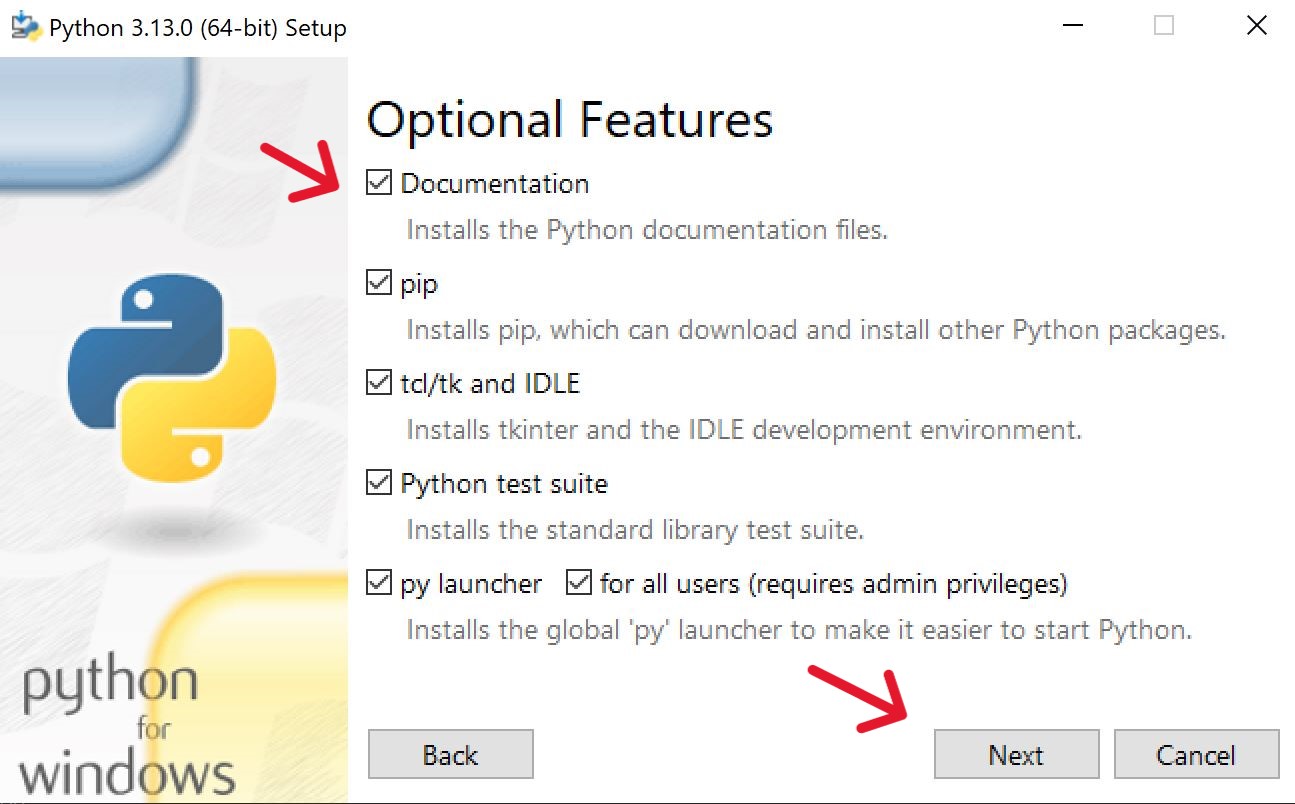 Python 3.13.0 (64-bit) Setup
Optional Features
Documentation
Installs the Python documentation files.
pip
Installs pip, which can download and install other Python packages.
tcl/tk and IDLE
Installs tkinter and the IDLE development environment.
Python test suite
Installs the standard library test suite.
py launcher for all users (requires admin privileges)
Installs the global 'py' launcher to make it easier to start Python.
python
for
windows
Back Next Cancel